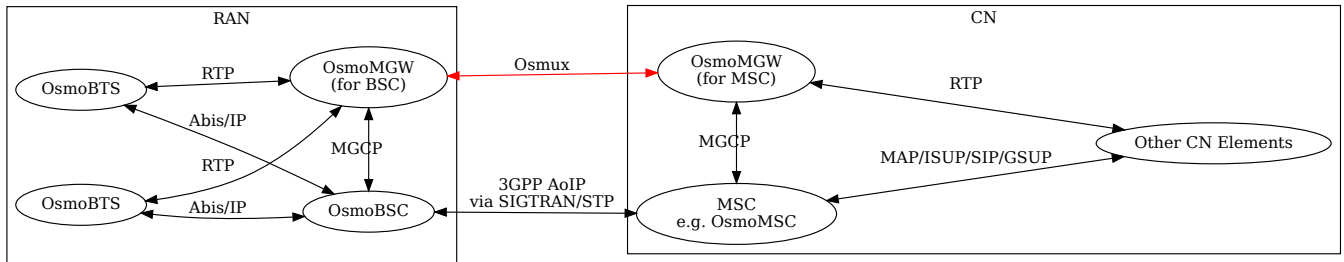 RAN
CN
OsmoBTS
RTP
OsmoMGW
(for BSC)
Osmux
OsmoMGW
(for MSC)
RTP
Abis/IP
MGCP
MGCP
Other CN Elements
RTP
MAP/ISUP/SIP/GSUP
OsmoBTS
Abis/IP
OsmoBSC
3GPP AoIP
via SIGTRAN/STP
MSC
e.g. OsmoMSC